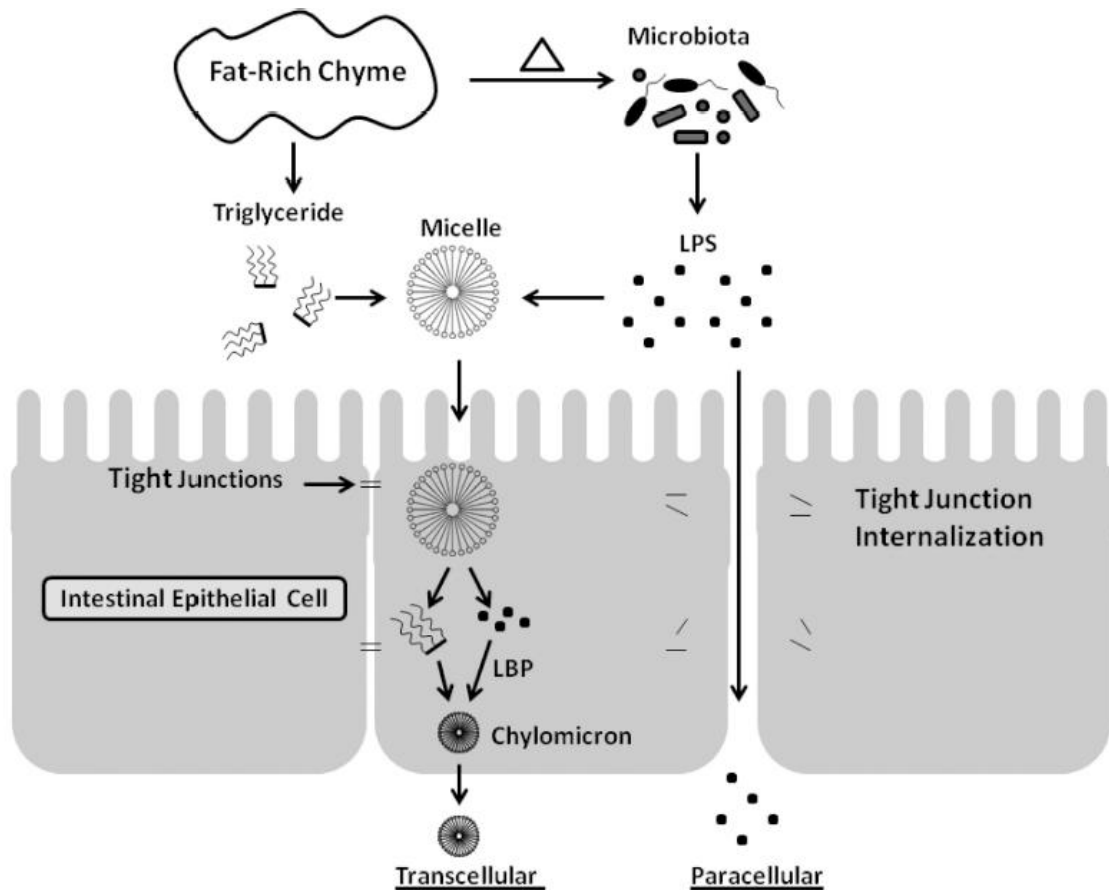 Fat-Rich Chyme
Microbiota
Triglyceride
Micelle
LPS
Tight Junctions
Tight Junction
Internalization
Intestinal Epithelial Cell
LBP
Chylomicron
Transcellular
Paracellular